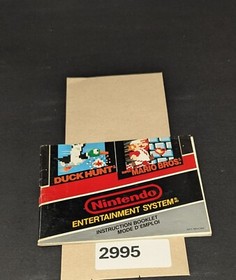 DUCK HUNT
MARIO BROS.
Nintendo
ENTERTAINMENT SYSTEM
INSTRUCTION BOOKLET
MODE D'EMPLOI
2995